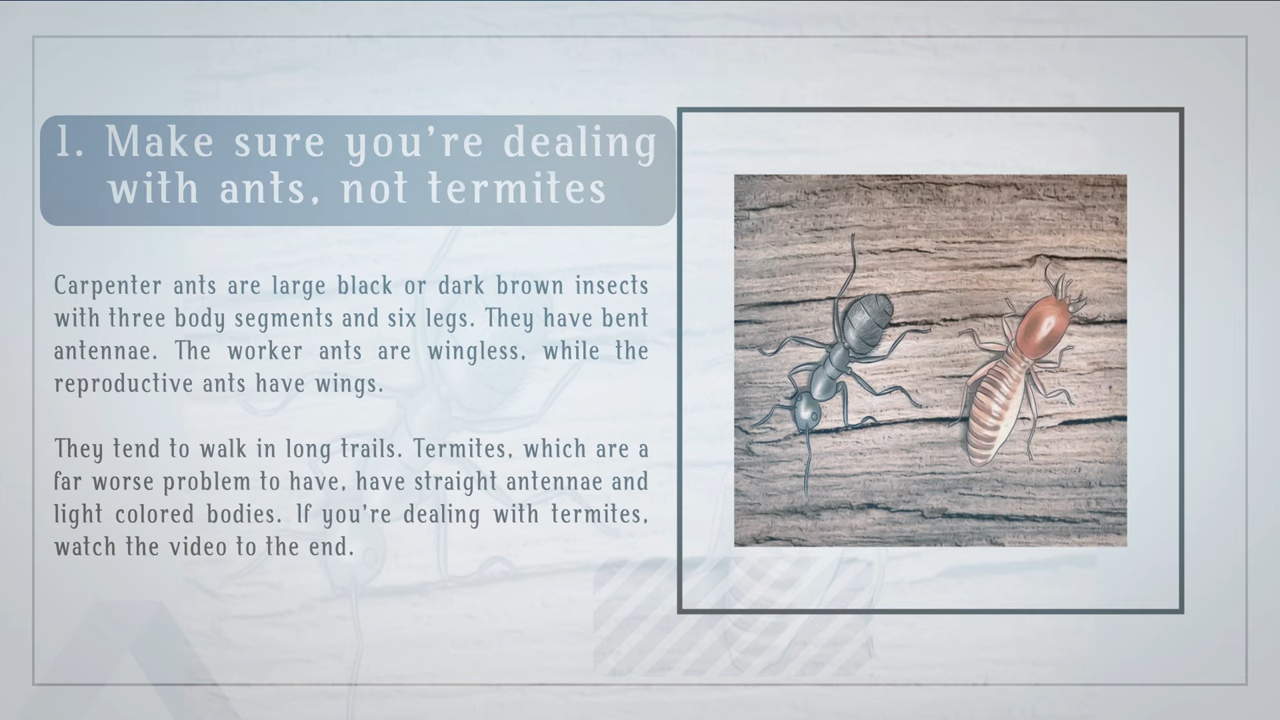 1. Make sure you're dealing
with ants, not termites
Carpenter ants are large black or dark brown insects
with three body segments and six legs. They have bent
antennae. The worker ants are wingless, while the
reproductive ants have wings.
They tend to walk in long trails. Termites, which are a
far worse problem to have, have straight antennae and
light colored bodies. If you're dealing with termites,
watch the video to the end.